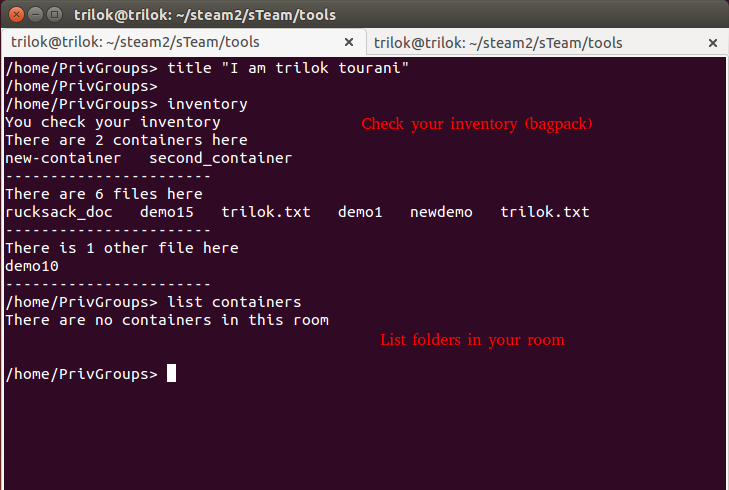 trilok@trilok: ~/steam2/sTeam/tools
trilok@trilok: ~/steam2/sTeam/tools × trilok@trilok: ~/steam2/sTeam/tools ×
/home/PrivGroups> title "I am trilok tourani"
/home/PrivGroups>
/home/PrivGroups> inventory
You check your inventory
Check your inventory (bagpack)
There are 2 containers here
new-container   second_container
-----------------------
There are 6 files here
rucksack_doc   demo15   trilok.txt   demo1   newdemo   trilok.txt
-----------------------
There is 1 other file here
demo10
-----------------------
/home/PrivGroups> list containers
There are no containers in this room
List folders in your room
/home/PrivGroups>